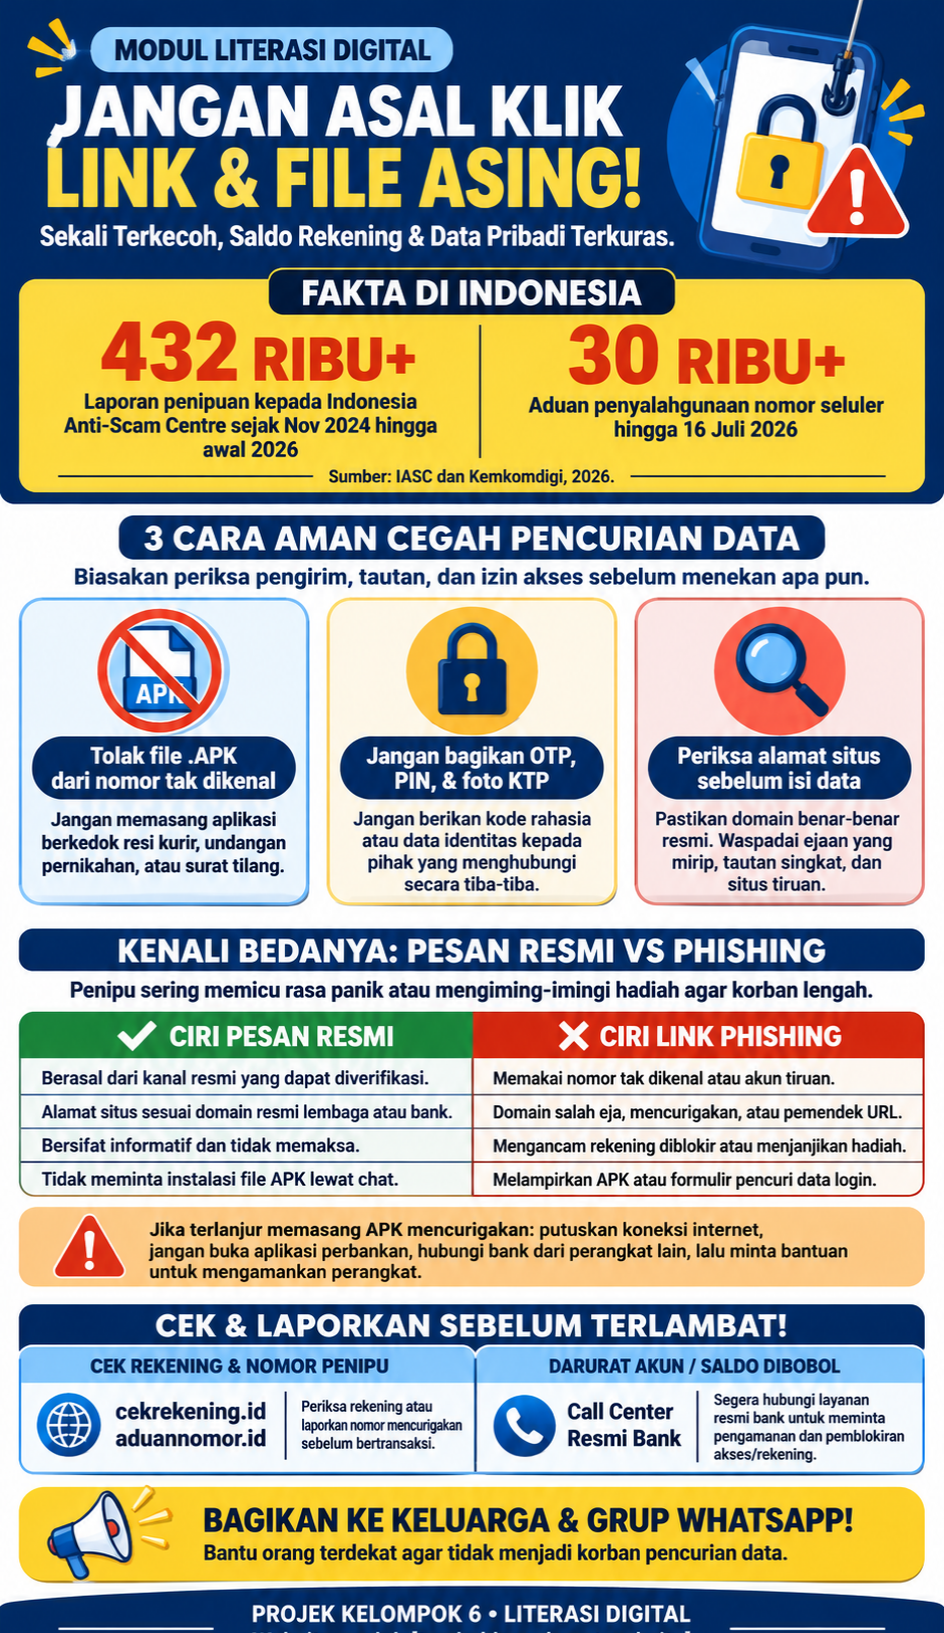 MODUL LITERASI DIGITAL
JANGAN ASAL KLIK
LINK & FILE ASING!
Sekali Terkecoh, Saldo Rekening & Data Pribadi Terkuras.
FAKTA DI INDONESIA
432 RIBU+
Laporan penipuan kepada Indonesia
Anti-Scam Centre sejak Nov 2024 hingga
awal 2026
30 RIBU+
Aduan penyalahgunaan nomor seluler
hingga 16 Juli 2026
Sumber: IASC dan Kemkomdigi, 2026.
3 CARA AMAN CEGAH PENCURIAN DATA
Biasakan periksa pengirim, tautan, dan izin akses sebelum menekan apa pun.
APK
Tolak file .APK
dari nomor tak dikenal
Jangan memasang aplikasi
berkedok resi kurir, undangan
pernikahan, atau surat tilang.
Jangan bagikan OTP,
PIN, & foto KTP
Jangan berikan kode rahasia
atau data identitas kepada
pihak yang menghubungi
secara tiba-tiba.
Periksa alamat situs
sebelum isi data
Pastikan domain benar-benar
resmi. Waspadai ejaan yang
mirip, tautan singkat, dan
situs tiruan.
KENALI BEDANYA: PESAN RESMI VS PHISHING
Penipu sering memicu rasa panik atau mengiming-imingi hadiah agar korban lengah.
CIRI PESAN RESMI
Berasal dari kanal resmi yang dapat diverifikasi.
Alamat situs sesuai domain resmi lembaga atau bank.
Bersifat informatif dan tidak memaksa.
Tidak meminta instalasi file APK lewat chat.
CIRI LINK PHISHING
Memakai nomor tak dikenal atau akun tiruan.
Domain salah eja, mencurigakan, atau pemendek URL.
Mengancam rekening diblokir atau menjanjikan hadiah.
Melampirkan APK atau formulir pencuri data login.
Jika terlanjur memasang APK mencurigakan: putuskan koneksi internet,
jangan buka aplikasi perbankan, hubungi bank dari perangkat lain, lalu minta bantuan
untuk mengamankan perangkat.
CEK & LAPORKAN SEBELUM TERLAMBAT!
CEK REKENING & NOMOR PENIPU
cekrekening.id
aduannomor.id
Periksa rekening atau
laporkan nomor mencurigakan
sebelum bertransaksi.
DARURAT AKUN / SALDO DIBOBOL
Call Center
Resmi Bank
Segera hubungi layanan
resmi bank untuk meminta
pengamanan dan pemblokiran
akses/rekening.
BAGIKAN KE KELUARGA & GRUP WHATSAPP!
Bantu orang terdekat agar tidak menjadi korban pencurian data.
PROJEK KELOMPOK 6 • LITERASI DIGITAL